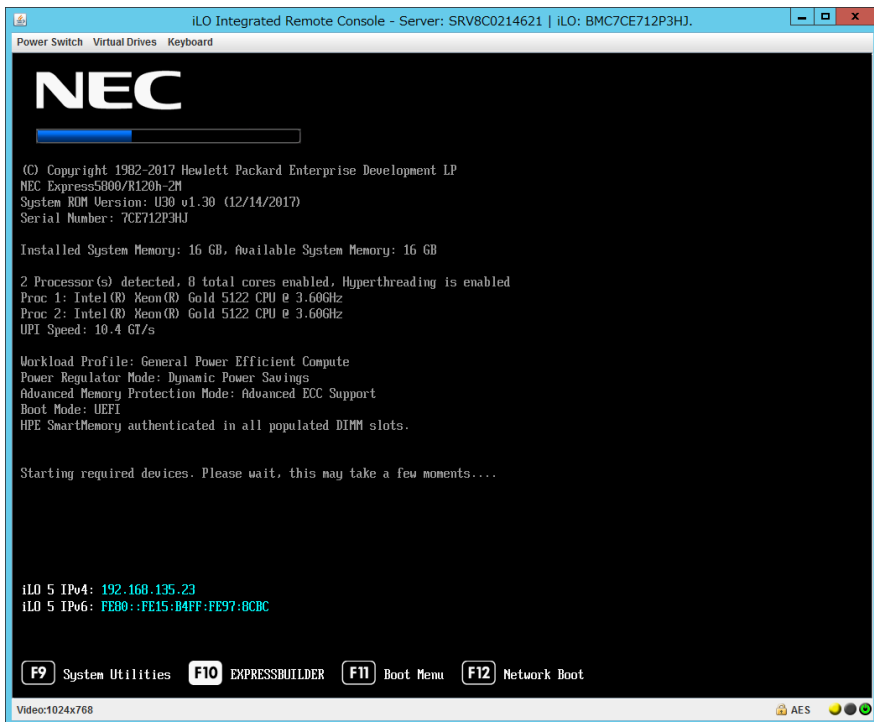 iLO Integrated Remote Console - Server: SRV8C0214621 | iLO: BMC7CE712P3HJ.
Power Switch Virtual Drives Keyboard
NEC
(C) Copyright 1982-2017 Hewlett Packard Enterprise Development LP
NEC Express5800/R120h-2M
System ROM Version: U30 v1.30 (12/14/2017)
Serial Number: 7CE712P3HJ
Installed System Memory: 16 GB, Available System Memory: 16 GB
2 Processor(s) detected, 8 total cores enabled, Hyperthreading is enabled
Proc 1: Intel(R) Xeon(R) Gold 5122 CPU @ 3.60GHz
Proc 2: Intel(R) Xeon(R) Gold 5122 CPU @ 3.60GHz
UPI Speed: 10.4 GT/s
Workload Profile: General Power Efficient Compute
Power Regulator Mode: Dynamic Power Savings
Advanced Memory Protection Mode: Advanced ECC Support
Boot Mode: UEFI
HPE SmartMemory authenticated in all populated DIMM slots.
Starting required devices. Please wait, this may take a few moments....
iLO 5 IPv4: 192.168.135.23
iLO 5 IPv6: FE80::FE15:B4FF:FE97:8CBC
F9 System Utilities F10 EXPRESSBUILDER F11 Boot Menu F12 Network Boot
Video:1024x768 AES